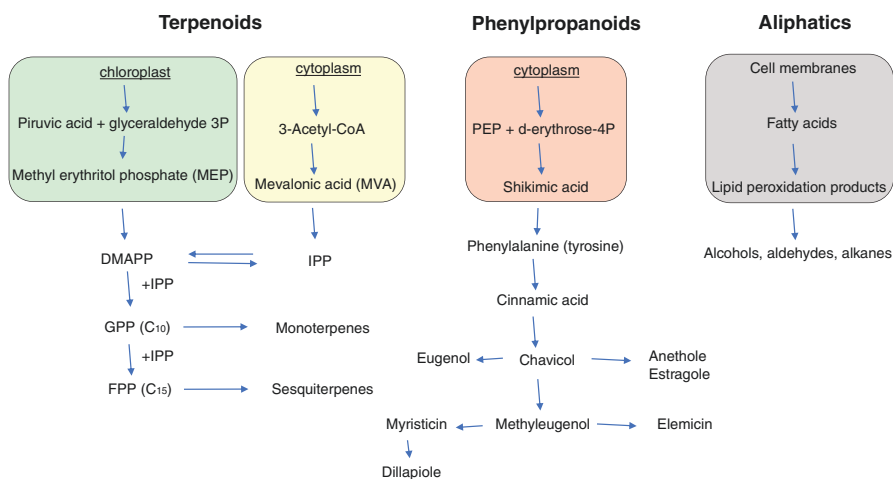 Terpenoids
Phenylpropanoids
Aliphatics
chloroplast
Piruvic acid + glyceraldehyde 3P
Methyl erythritol phosphate (MEP)
cytoplasm
3-Acetyl-CoA
Mevalonic acid (MVA)
DMAPP
IPP
+IPP
GPP (C10)
Monoterpenes
+IPP
FPP (C15)
Sesquiterpenes
cytoplasm
PEP + d-erythrose-4P
Shikimic acid
Phenylalanine (tyrosine)
Cinnamic acid
Eugenol
Chavicol
Anethole
Estragole
Myristicin
Methyleugenol
Elemicin
Dillapiole
Cell membranes
Fatty acids
Lipid peroxidation products
Alcohols, aldehydes, alkanes